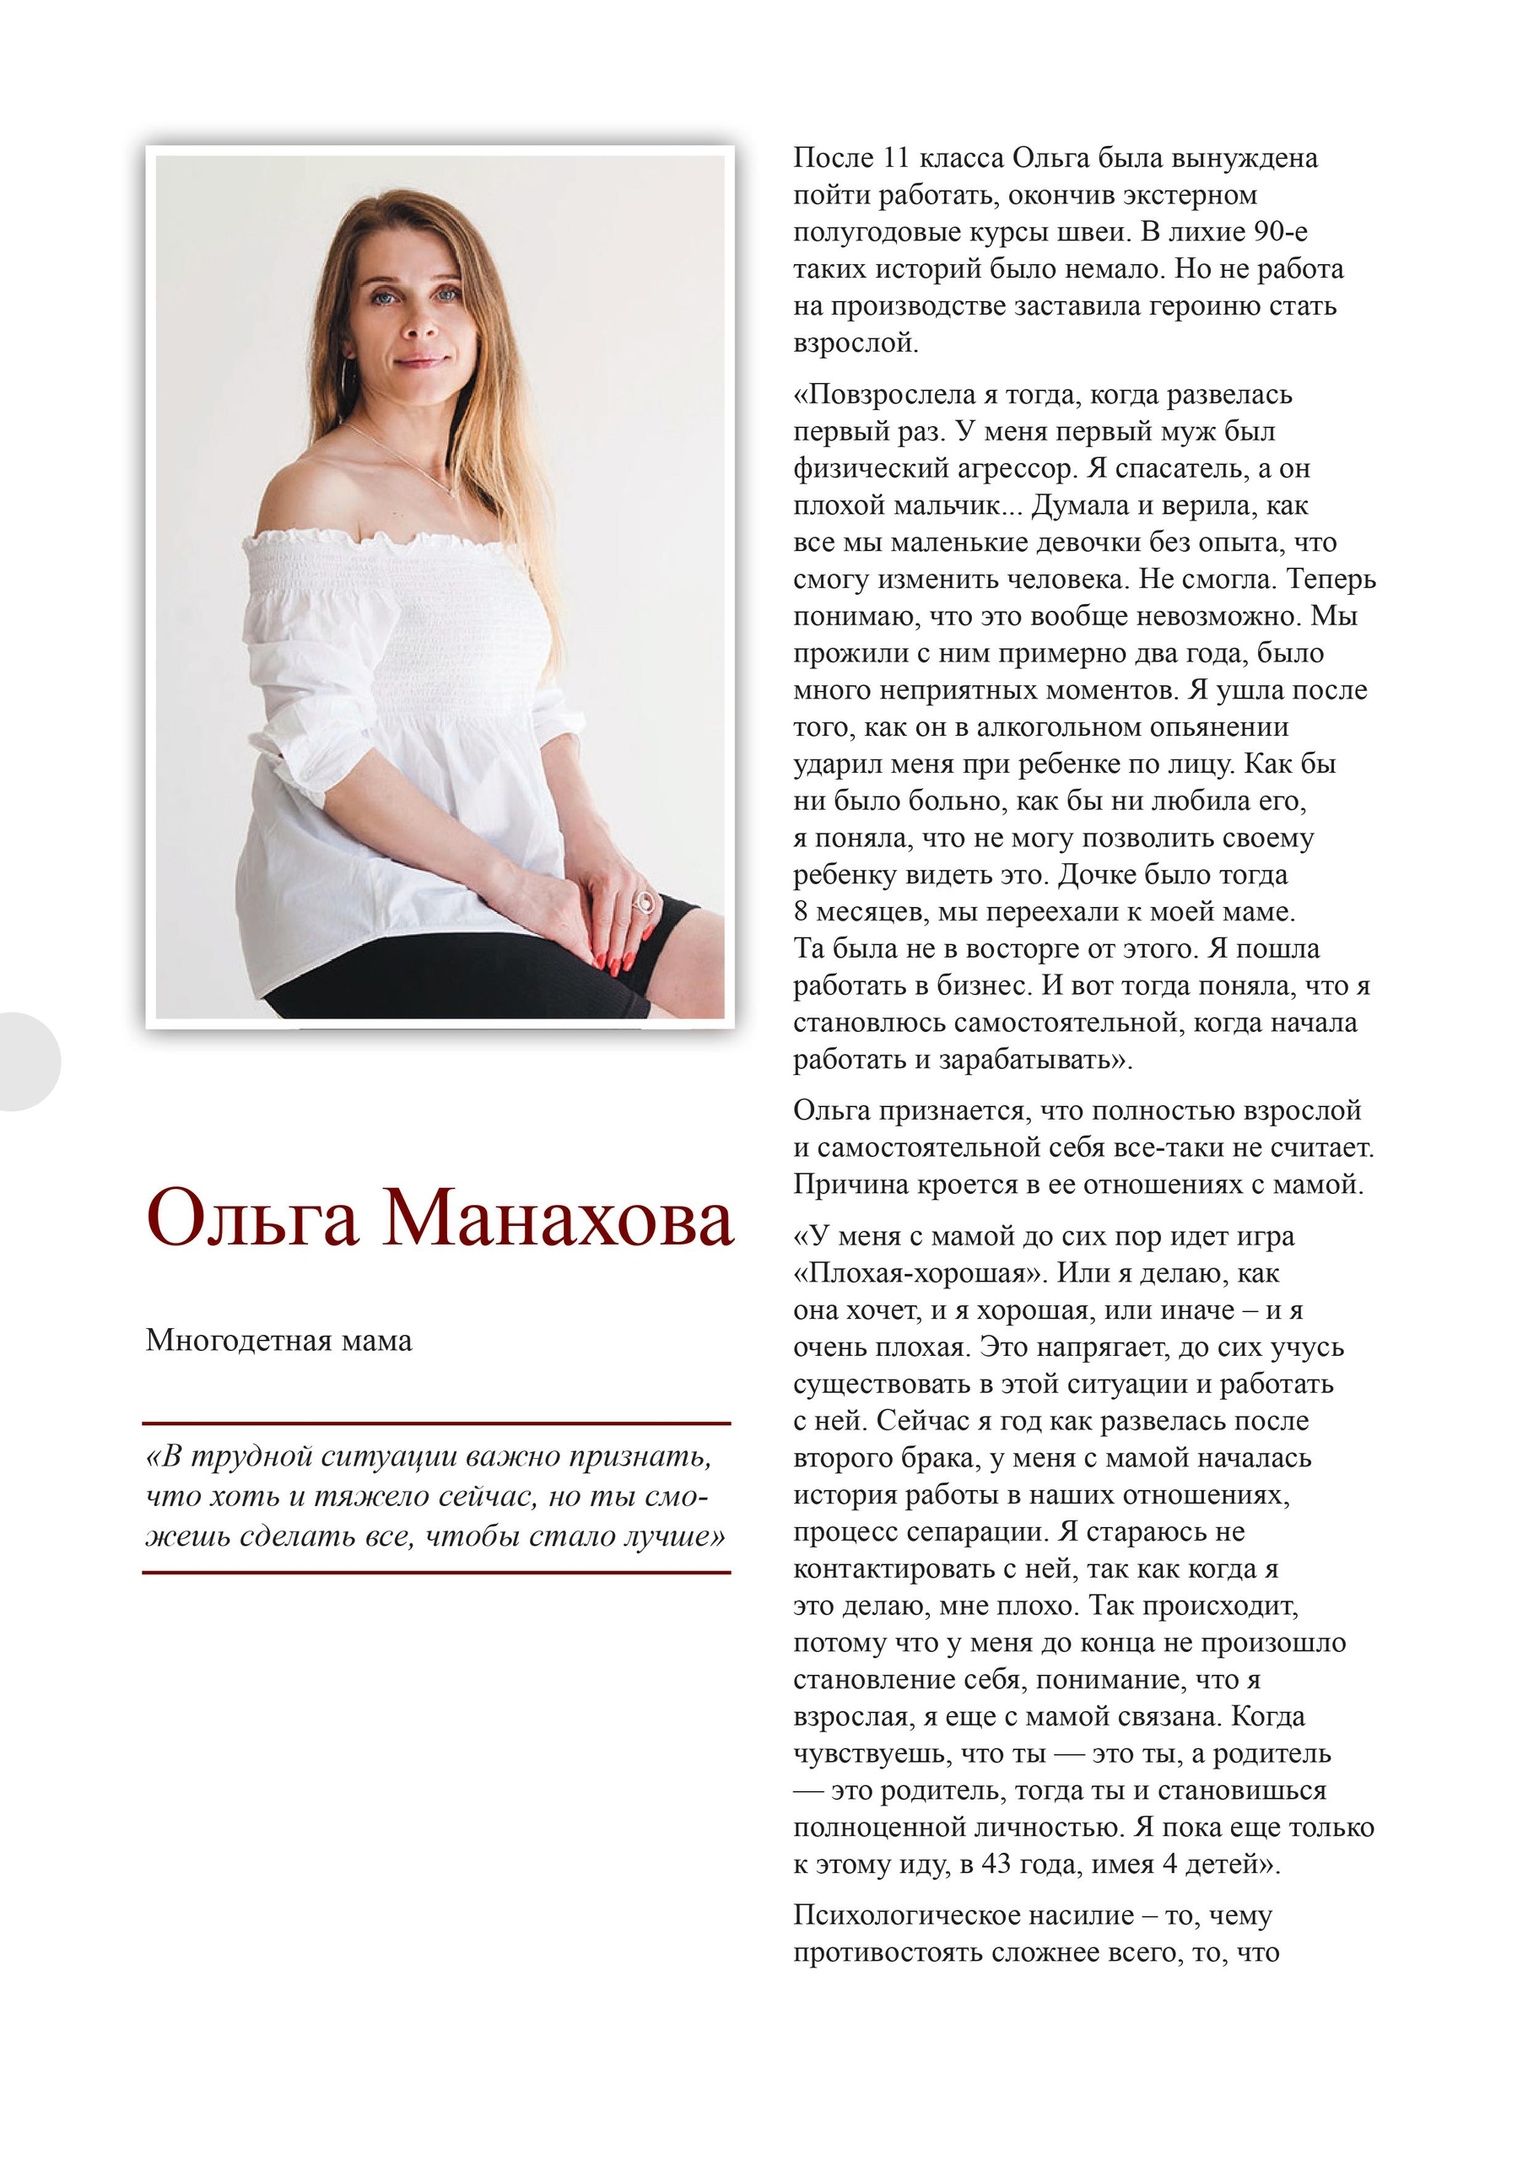 Ольга Манахова
Многодетная мама
«В трудной ситуации важно признать,
что хоть и тяжело сейчас, но ты смо-
жешь сделать все, чтобы стало лучше»
После 11 класса Ольга была вынуждена
пойти работать, окончив экстерном
полугодовые курсы швеи. В лихие 90-е
таких историй было немало. Но не работа
на производстве заставила героиню стать
взрослой.
«Повзрослела я тогда, когда развелась
первый раз. У меня первый муж был
физический агрессор. Я спасатель, а он
плохой мальчик... Думала и верила, как
все мы маленькие девочки без опыта, что
смогу изменить человека. Не смогла. Теперь
понимаю, что это вообще невозможно. Мы
прожили с ним примерно два года, было
много неприятных моментов. Я ушла после
того, как он в алкогольном опьянении
ударил меня при ребенке по лицу. Как бы
ни было больно, как бы ни любила его,
я поняла, что не могу позволить своему
ребенку видеть это. Дочке было тогда
8 месяцев, мы переехали к моей маме.
Та была не в восторге от этого. Я пошла
работать в бизнес. И вот тогда поняла, что я
становлюсь самостоятельной, когда начала
работать и зарабатывать».
Ольга признается, что полностью взрослой
и самостоятельной себя все-таки не считает.
Причина кроется в ее отношениях с мамой.
«У меня с мамой до сих пор идет игра
«Плохая-хорошая». Или я делаю, как
она хочет, и я хорошая, или иначе – и я
очень плохая. Это напрягает, до сих учусь
существовать в этой ситуации и работать
с ней. Сейчас я год как развелась после
второго брака, у меня с мамой началась
история работы в наших отношениях,
процесс сепарации. Я стараюсь не
контактировать с ней, так как когда я
это делаю, мне плохо. Так происходит,
потому что у меня до конца не произошло
становление себя, понимание, что я
взрослая, я еще с мамой связана. Когда
чувствуешь, что ты — это ты, а родитель
— это родитель, тогда ты и становишься
полноценной личностью. Я пока еще только
к этому иду, в 43 года, имея 4 детей».
Психологическое насилие – то, чему
противостоять сложнее всего, то, что